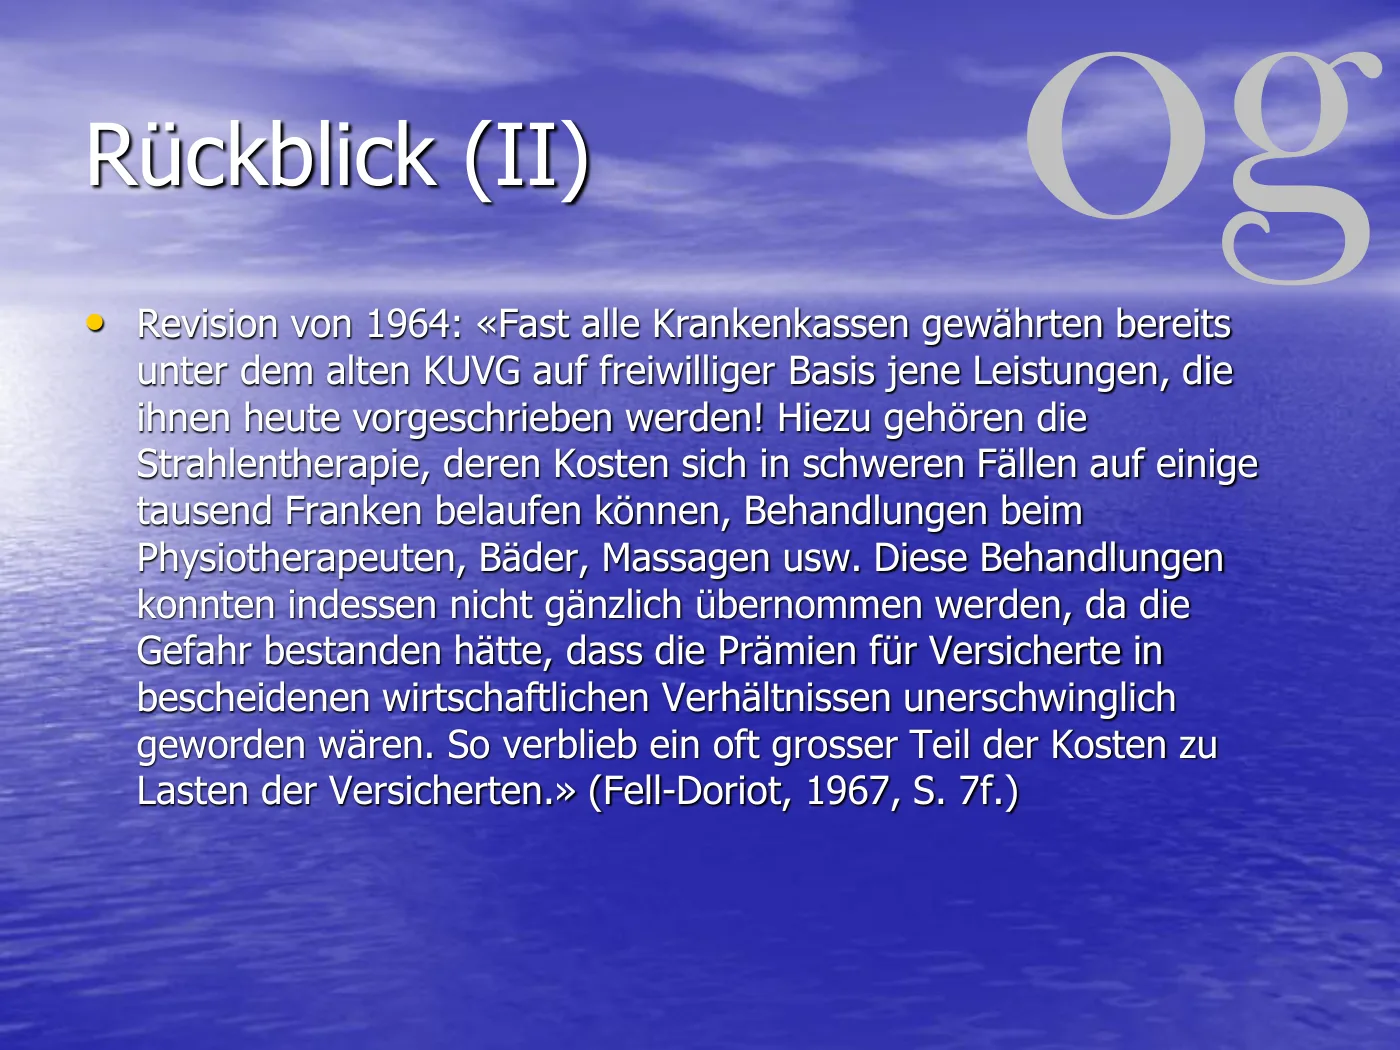 og
Rückblick (II)
• Revision von 1964: «Fast alle Krankenkassen gewährten bereits
unter dem alten KUVG auf freiwilliger Basis jene Leistungen, die
ihnen heute vorgeschrieben werden! Hiezu gehören die
Strahlentherapie, deren Kosten sich in schweren Fällen auf einige
tausend Franken belaufen können, Behandlungen beim
Physiotherapeuten, Bäder, Massagen usw. Diese Behandlungen
konnten indessen nicht gänzlich übernommen werden, da die
Gefahr bestanden hätte, dass die Prämien für Versicherte in
bescheidenen wirtschaftlichen Verhältnissen unerschwinglich
geworden wären. So verblieb ein oft grosser Teil der Kosten zu
Lasten der Versicherten.» (Fell-Doriot, 1967, S. 7f.)